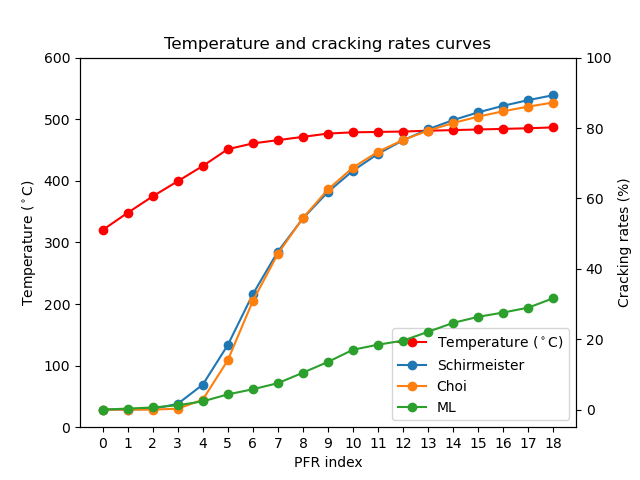 Temperature and cracking rates curves
600
500
400
300
200
100
0
Temperature (°C)
100
80
60
40
20
0
Cracking rates (%)
Temperature (°C)
Schirmeister
Choi
ML
0 1 2 3 4 5 6 7 8 9 10 11 12 13 14 15 16 17 18
PFR index